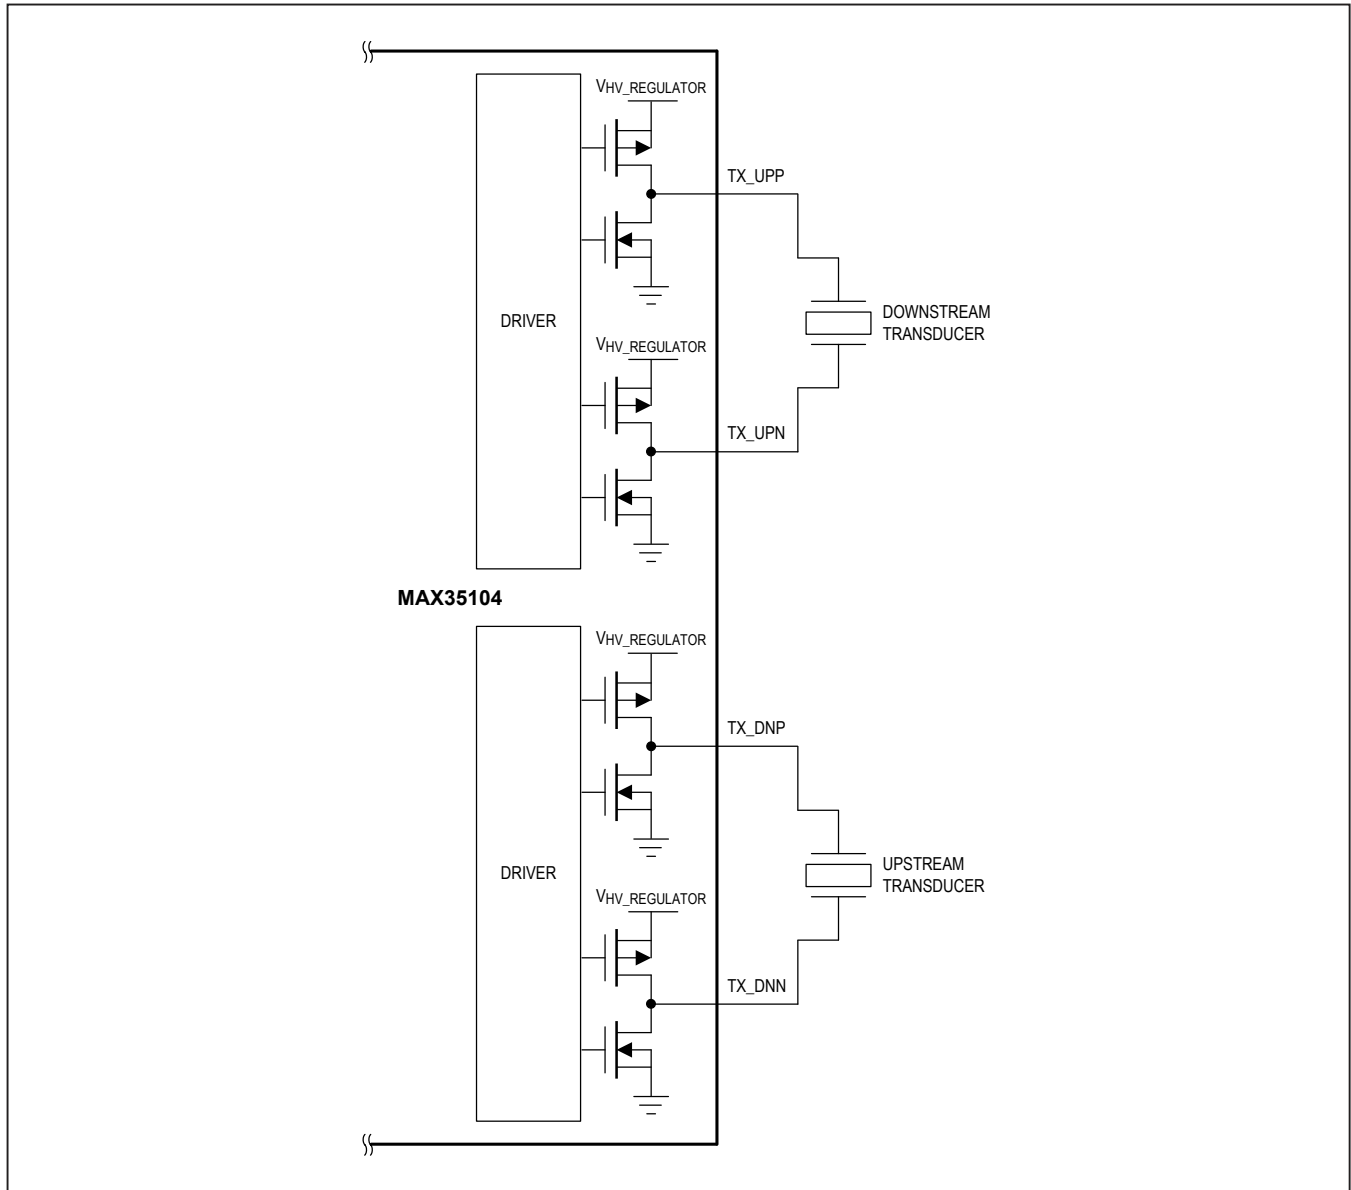 VHV_REGULATOR
TX_UPP
DRIVER
DOWNSTREAM
TRANSDUCER
VHV_REGULATOR
TX_UPN
MAX35104
VHV_REGULATOR
TX_DNP
DRIVER
UPSTREAM
TRANSDUCER
VHV_REGULATOR
TX_DNN